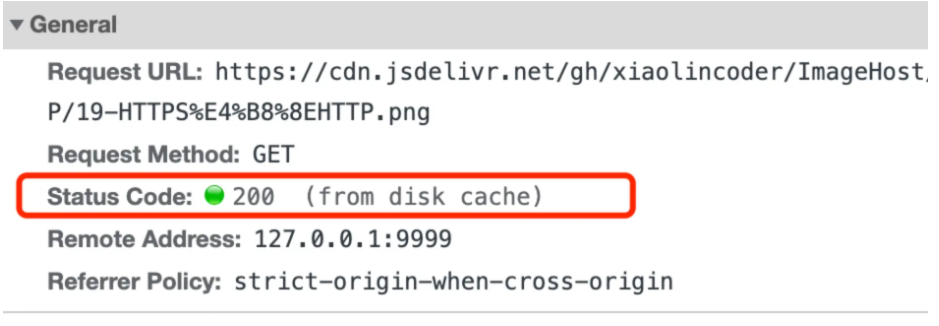 General
Request URL: https://cdn.jsdelivr.net/gh/xiaolincoder/ImageHost/
P/19-HTTPS%E4%B8%8EHTTP.png
Request Method: GET
Status Code: 200 (from disk cache)
Remote Address: 127.0.0.1:9999
Referrer Policy: strict-origin-when-cross-origin